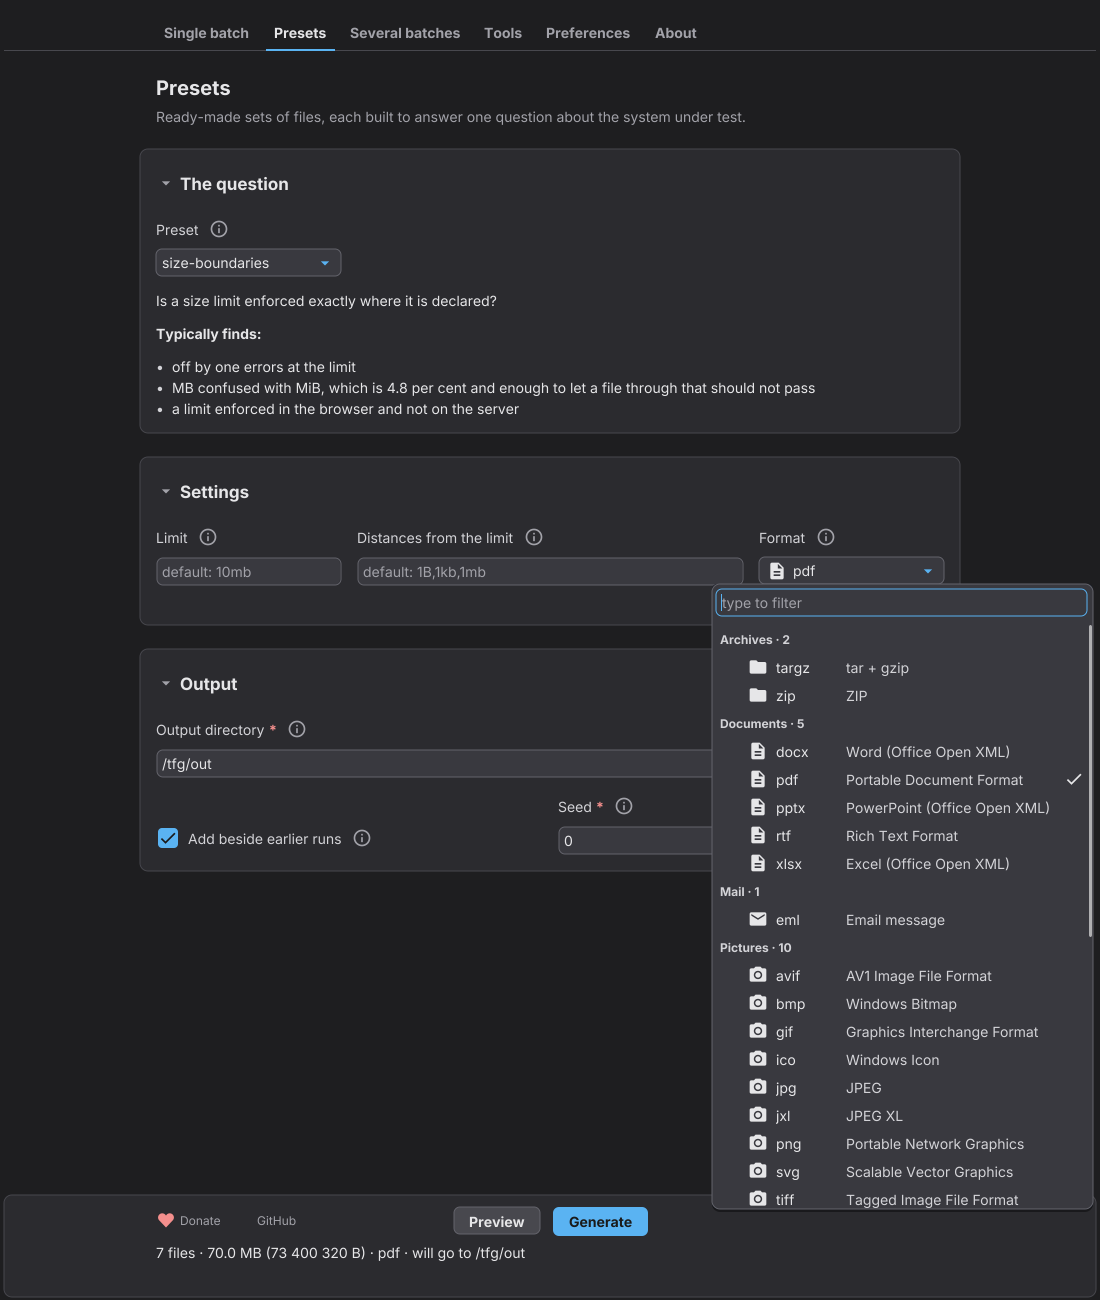 Single batch Presets Several batches Tools Preferences About
Presets
Ready-made sets of files, each built to answer one question about the system under test.
The question
Preset
size-boundaries
Is a size limit enforced exactly where it is declared?
Typically finds:
• off by one errors at the limit
• MB confused with MiB, which is 4.8 per cent and enough to let a file through that should not pass
• a limit enforced in the browser and not on the server
Settings
Limit Distances from the limit Format
default: 10mb default: 1B,1kb,1mb pdf
type to filter
Archives · 2
targz tar + gzip
zip ZIP
Documents · 5
docx Word (Office Open XML)
pdf Portable Document Format
pptx PowerPoint (Office Open XML)
rtf Rich Text Format
xlsx Excel (Office Open XML)
Mail · 1
eml Email message
Pictures · 10
avif AV1 Image File Format
bmp Windows Bitmap
gif Graphics Interchange Format
ico Windows Icon
jpg JPEG
jxl JPEG XL
png Portable Network Graphics
svg Scalable Vector Graphics
tiff Tagged Image File Format
Output
Output directory *
/tfg/out
Seed *
Add beside earlier runs
0
Donate GitHub Preview Generate
7 files · 70.0 MB (73 400 320 B) · pdf · will go to /tfg/out